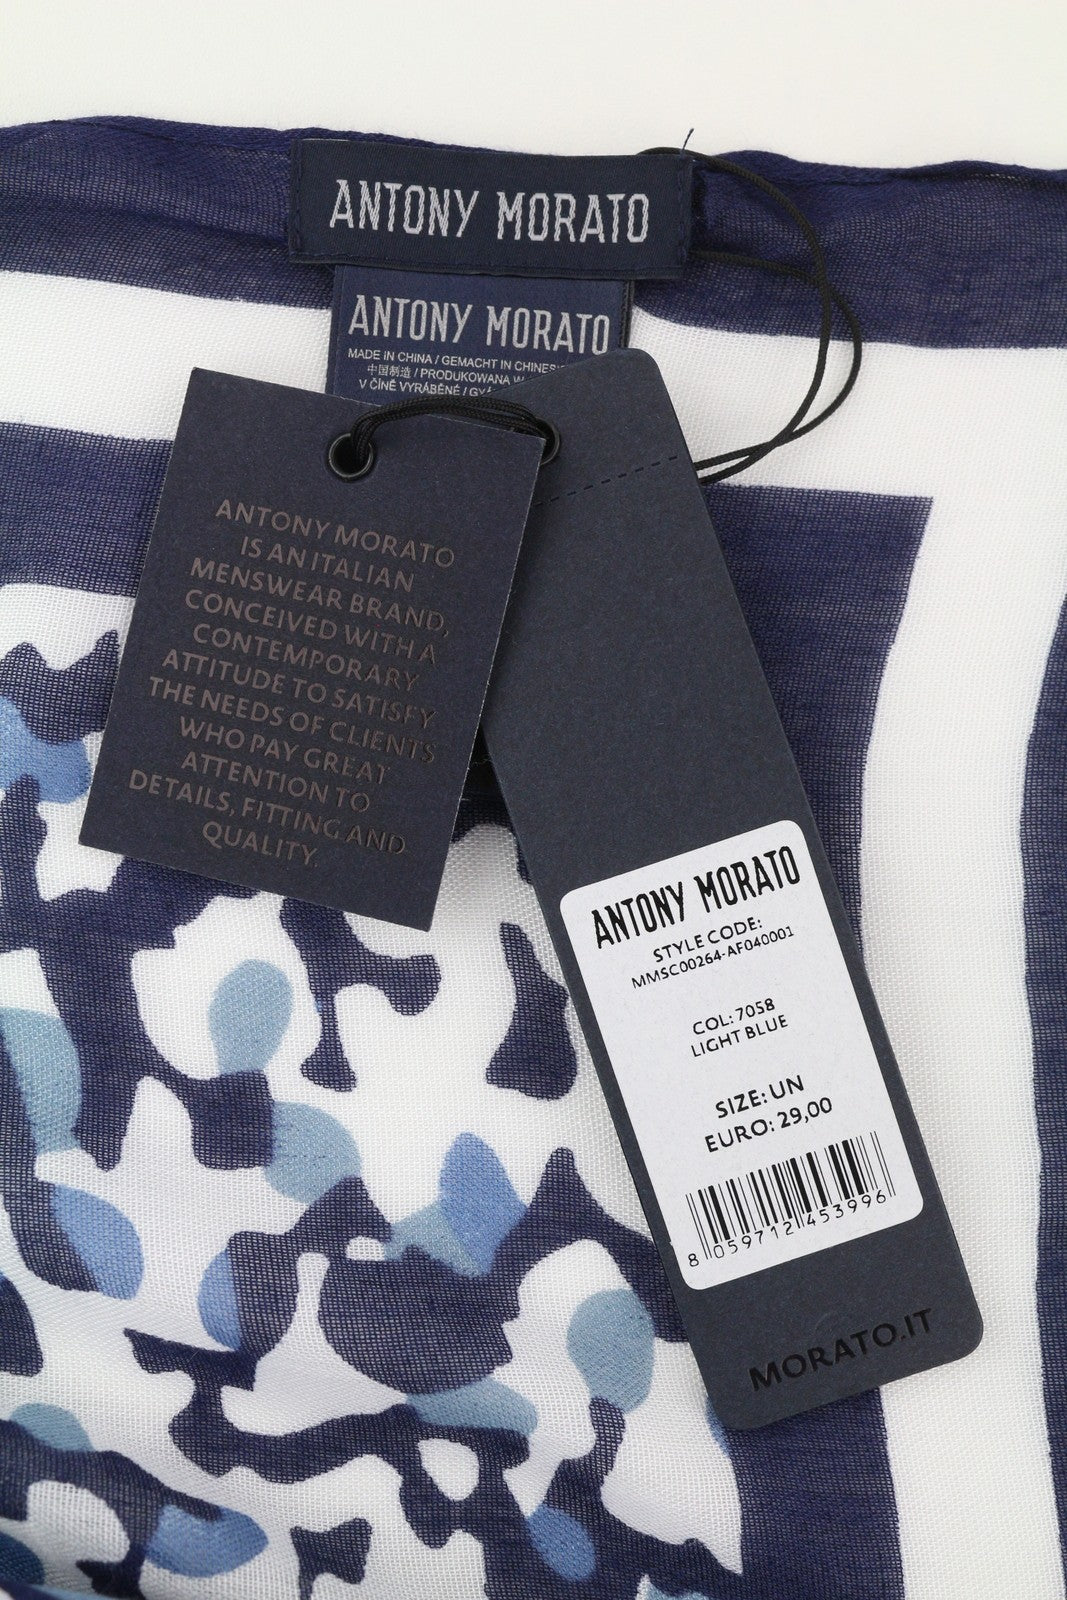 ANTONY MORATO
ANTONY MORATO
MADE IN CHINA / GEMACHT IN
中国制造 / PRODUKOWANA
V ČÍNĚ VYRÁBĚNÉ /
ANTONY MORATO
IS AN ITALIAN
MENSWEAR BRAND,
CONCEIVED WITH A
CONTEMPORARY
ATTITUDE TO SATISFY
THE NEEDS OF CLIENTS
WHO PAY GREAT
ATTENTION TO
DETAILS, FITTING AND
QUALITY.
ANTONY MORATO
STYLE CODE:
MMSC00264-AF040001
COL: 7058
LIGHT BLUE
SIZE: UN
EURO: 29,00
8 059712 453996
MORATO.IT